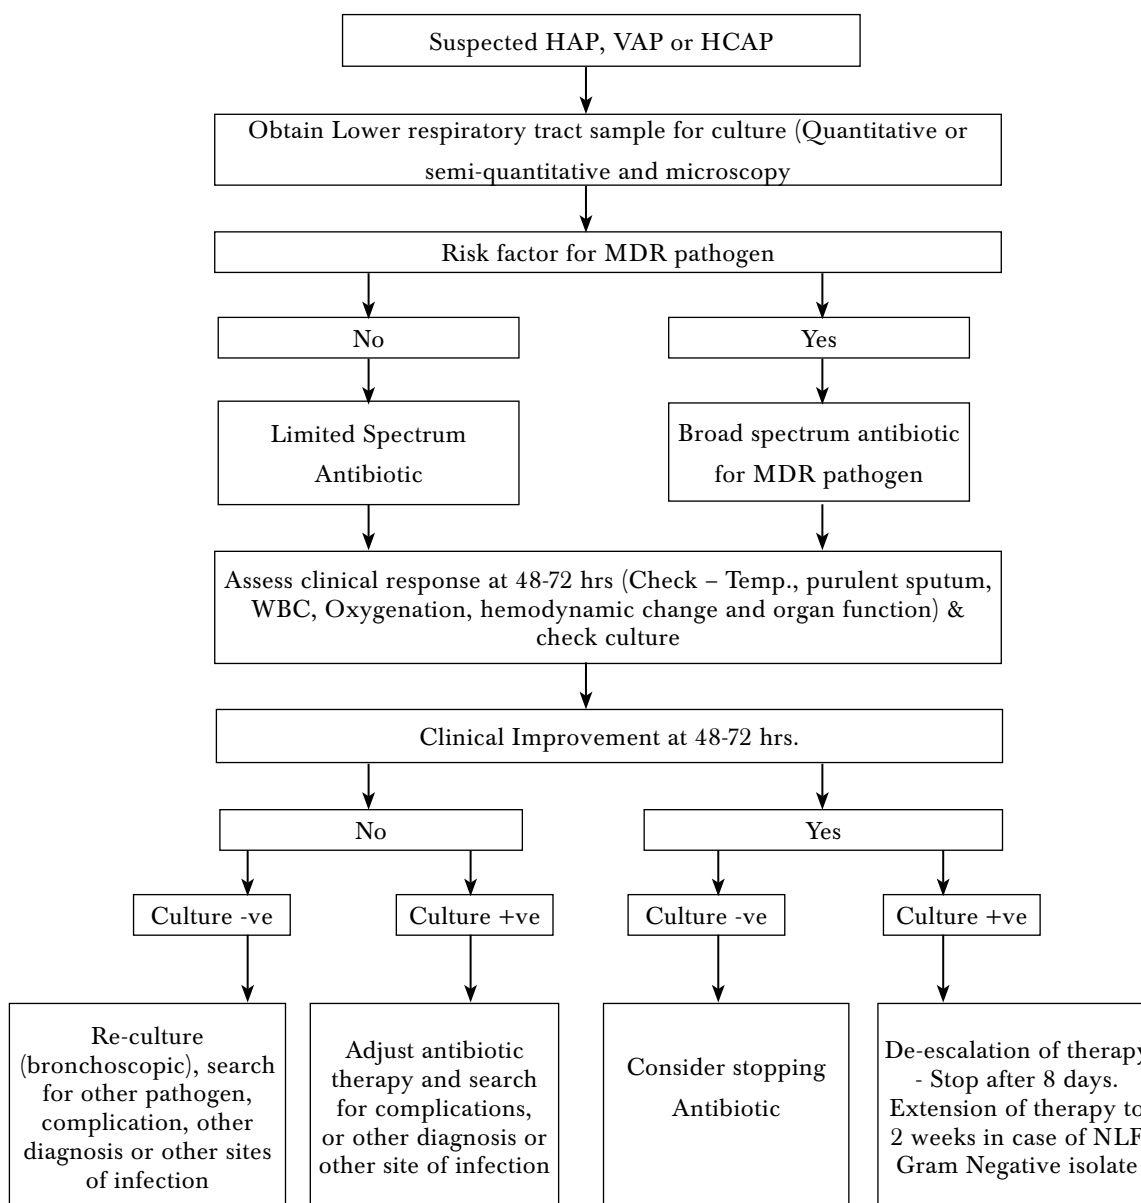 Suspected HAP, VAP or HCAP
Obtain Lower respiratory tract sample for culture (Quantitative or
semi-quantitative and microscopy
Risk factor for MDR pathogen
No
Yes
Limited Spectrum
Antibiotic
Broad spectrum antibiotic
for MDR pathogen
Assess clinical response at 48-72 hrs (Check – Temp., purulent sputum,
WBC, Oxygenation, hemodynamic change and organ function) &
check culture
Clinical Improvement at 48-72 hrs.
No
Yes
Culture -ve
Culture +ve
Culture -ve
Culture +ve
Re-culture
(bronchoscopic), search
for other pathogen,
complication, other
diagnosis or other sites
of infection
Adjust antibiotic
therapy and search
for complications,
or other diagnosis or
other site of infection
Consider stopping
Antibiotic
De-escalation of therapy
- Stop after 8 days.
Extension of therapy to
2 weeks in case of NLF
Gram Negative isolate